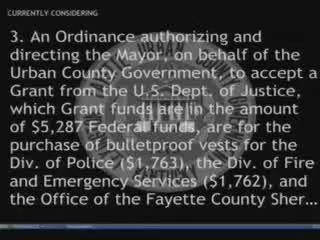 CURRENTLY CONSIDERING
3. An Ordinance authorizing and
directing the Mayor, on behalf of the
Urban County Government, to accept a
Grant from the U.S. Dept. of Justice,
which Grant funds are in the amount
of $5,287 Federal funds, are for the
purchase of bulletproof vests for the
Div. of Police ($1,763), the Div. of Fire
and Emergency Services ($1,762), and
the Office of the Fayette County Sher...